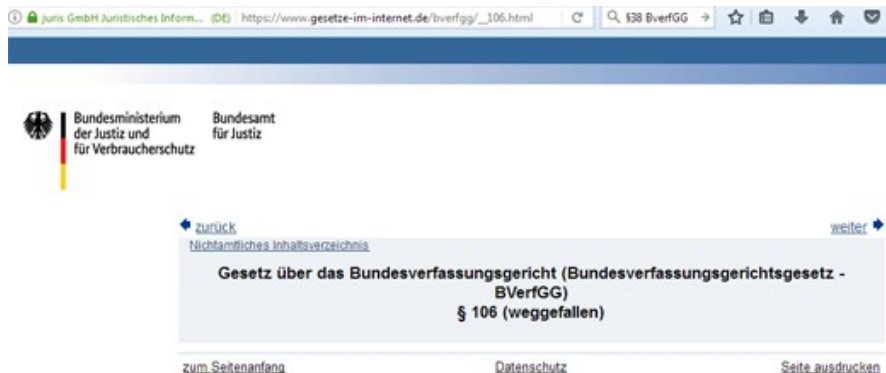 juris GmbH Juristisches Inform... (DE) https://www.gesetze-im-internet.de/bverfgg/__106.html §38 BverfGG
Bundesministerium
der Justiz und
für Verbraucherschutz
Bundesamt
für Justiz
zurück weiter
Nichtamtliches Inhaltsverzeichnis
Gesetz über das Bundesverfassungsgericht (Bundesverfassungsgerichtsgesetz -
BVerfGG)
§ 106 (weggefallen)
zum Seitenanfang Datenschutz Seite ausdrucken